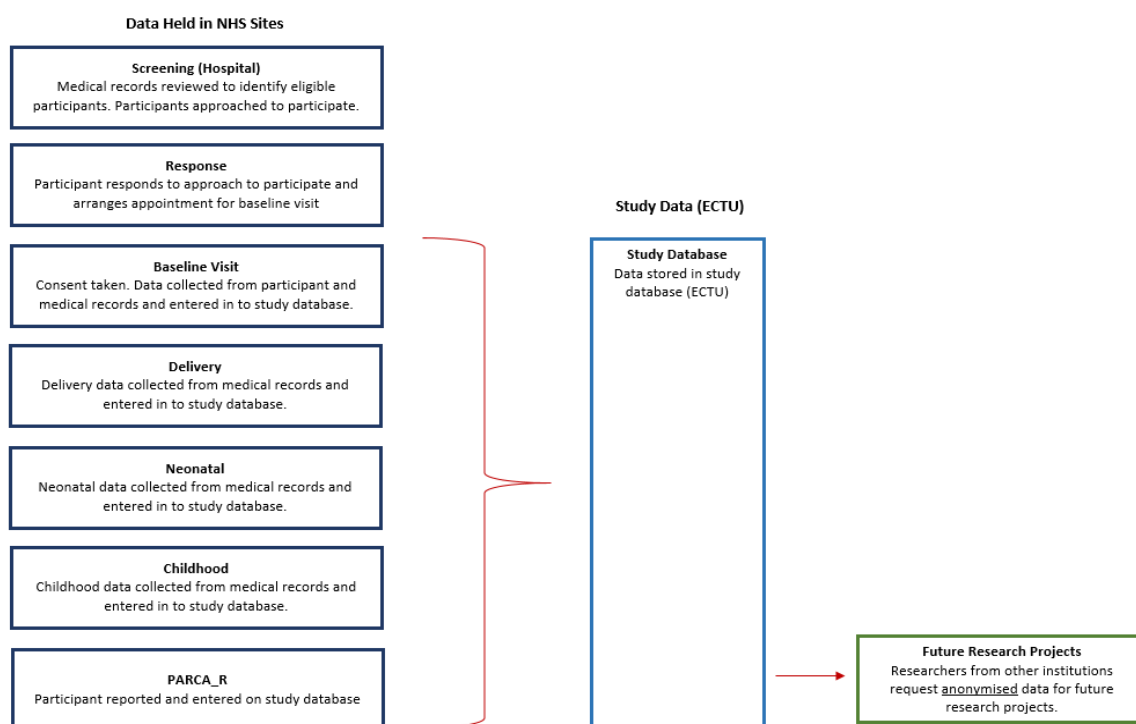 Data Held in NHS Sites
Screening (Hospital)
Medical records reviewed to identify eligible
participants. Participants approached to participate.
Response
Participant responds to approach to participate and
arranges appointment for baseline visit
Baseline Visit
Consent taken. Data collected from participant and
medical records and entered in to study database.
Delivery
Delivery data collected from medical records and
entered in to study database.
Neonatal
Neonatal data collected from medical records and
entered in to study database.
Childhood
Childhood data collected from medical records and
entered in to study database.
PARCA_R
Participant reported and entered on study database
Study Data (ECTU)
Study Database
Data stored in study
database (ECTU)
Future Research Projects
Researchers from other institutions
request anonymised data for future
research projects.